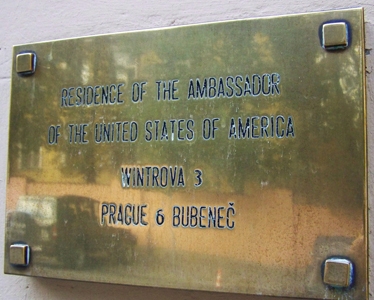 RESIDENCE OF THE AMBASSADOR
OF THE UNITED STATES OF AMERICA
WINTROVA 3
PRAGUE 6 BUBENEČ